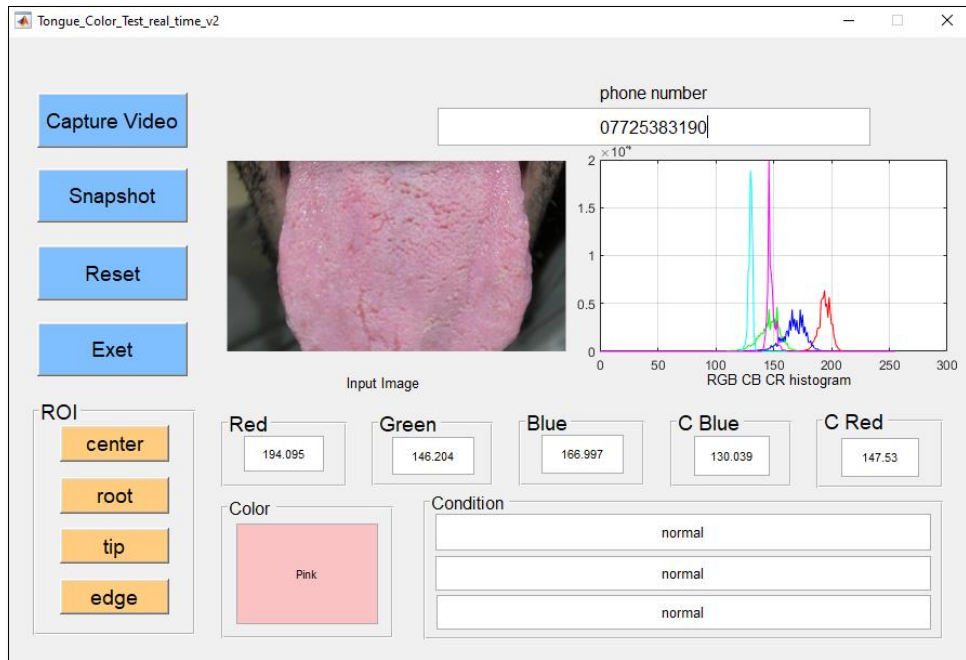 Tongue_Color_Test_real_time_v2
phone number
07725383190
Capture Video
Snapshot
Reset
Exet
×10⁴
2
1.5
1
0.5
0
0 50 100 150 200 250 300
RGB CB CR histogram
Input Image
ROI
center
root
tip
edge
Red
194.095
Green
146.204
Blue
166.997
C Blue
130.039
C Red
147.53
Color
Pink
Condition
normal
normal
normal